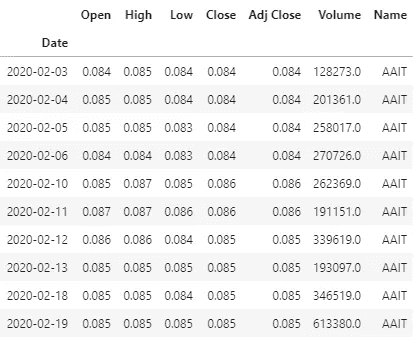 Open High Low Close Adj Close Volume Name
Date
2020-02-03 0.084 0.085 0.084 0.084 0.084 128273.0 AAIT
2020-02-04 0.085 0.085 0.084 0.084 0.084 201361.0 AAIT
2020-02-05 0.085 0.085 0.083 0.084 0.084 258017.0 AAIT
2020-02-06 0.084 0.084 0.083 0.084 0.084 270726.0 AAIT
2020-02-10 0.085 0.087 0.085 0.086 0.086 262369.0 AAIT
2020-02-11 0.087 0.087 0.086 0.086 0.086 191151.0 AAIT
2020-02-12 0.086 0.086 0.084 0.085 0.085 339619.0 AAIT
2020-02-13 0.085 0.085 0.085 0.085 0.085 193097.0 AAIT
2020-02-18 0.085 0.085 0.084 0.085 0.085 346519.0 AAIT
2020-02-19 0.085 0.085 0.085 0.085 0.085 613380.0 AAIT